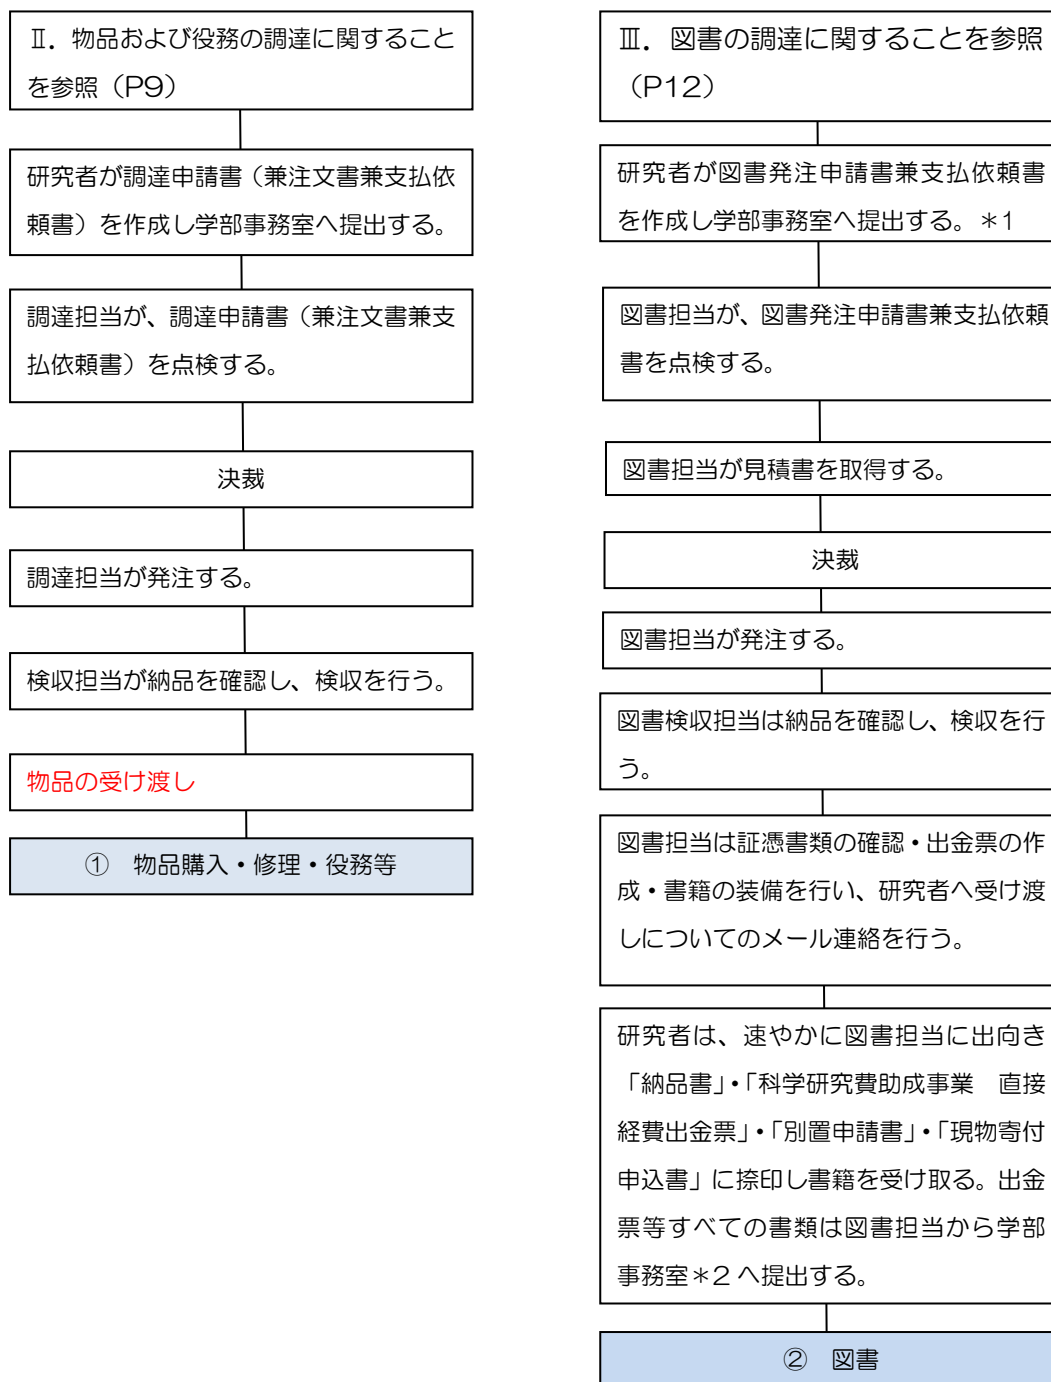 Ⅱ．物品および役務の調達に関すること
を参照（P9）
研究者が調達申請書（兼注文書兼支払依
頼書）を作成し学部事務室へ提出する。
調達担当が、調達申請書（兼注文書兼支
払依頼書）を点検する。
決裁
調達担当が発注する。
検収担当が納品を確認し、検収を行う。
物品の受け渡し
①　物品購入・修理・役務等
Ⅲ．図書の調達に関することを参照
（P12）
研究者が図書発注申請書兼支払依頼書
を作成し学部事務室へ提出する。＊1
図書担当が、図書発注申請書兼支払依頼
書を点検する。
図書担当が見積書を取得する。
決裁
図書担当が発注する。
図書検収担当は納品を確認し、検収を行
う。
図書担当は証憑書類の確認・出金票の作
成・書籍の装備を行い、研究者へ受け渡
しについてのメール連絡を行う。
研究者は、速やかに図書担当に出向き
「納品書」・「科学研究費助成事業　直接
経費出金票」・「別置申請書」・「現物寄付
申込書」に捺印し書籍を受け取る。出金
票等すべての書類は図書担当から学部
事務室＊2 へ提出する。
②　図書